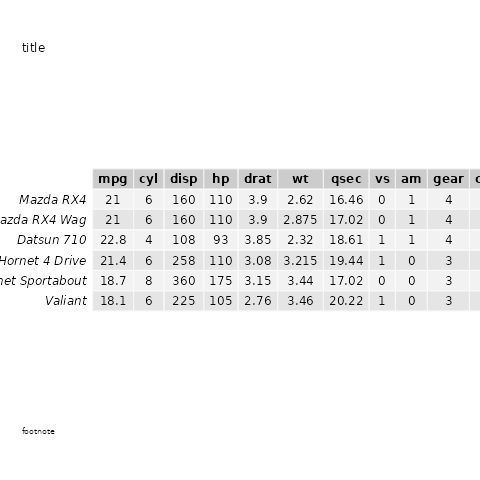 title
mpg cyl disp hp drat wt qsec vs am gear c
Mazda RX4 21 6 160 110 3.9 2.62 16.46 0 1 4
azda RX4 Wag 21 6 160 110 3.9 2.875 17.02 0 1 4
Datsun 710 22.8 4 108 93 3.85 2.32 18.61 1 1 4
Hornet 4 Drive 21.4 6 258 110 3.08 3.215 19.44 1 0 3
net Sportabout 18.7 8 360 175 3.15 3.44 17.02 0 0 3
Valiant 18.1 6 225 105 2.76 3.46 20.22 1 0 3
footnote